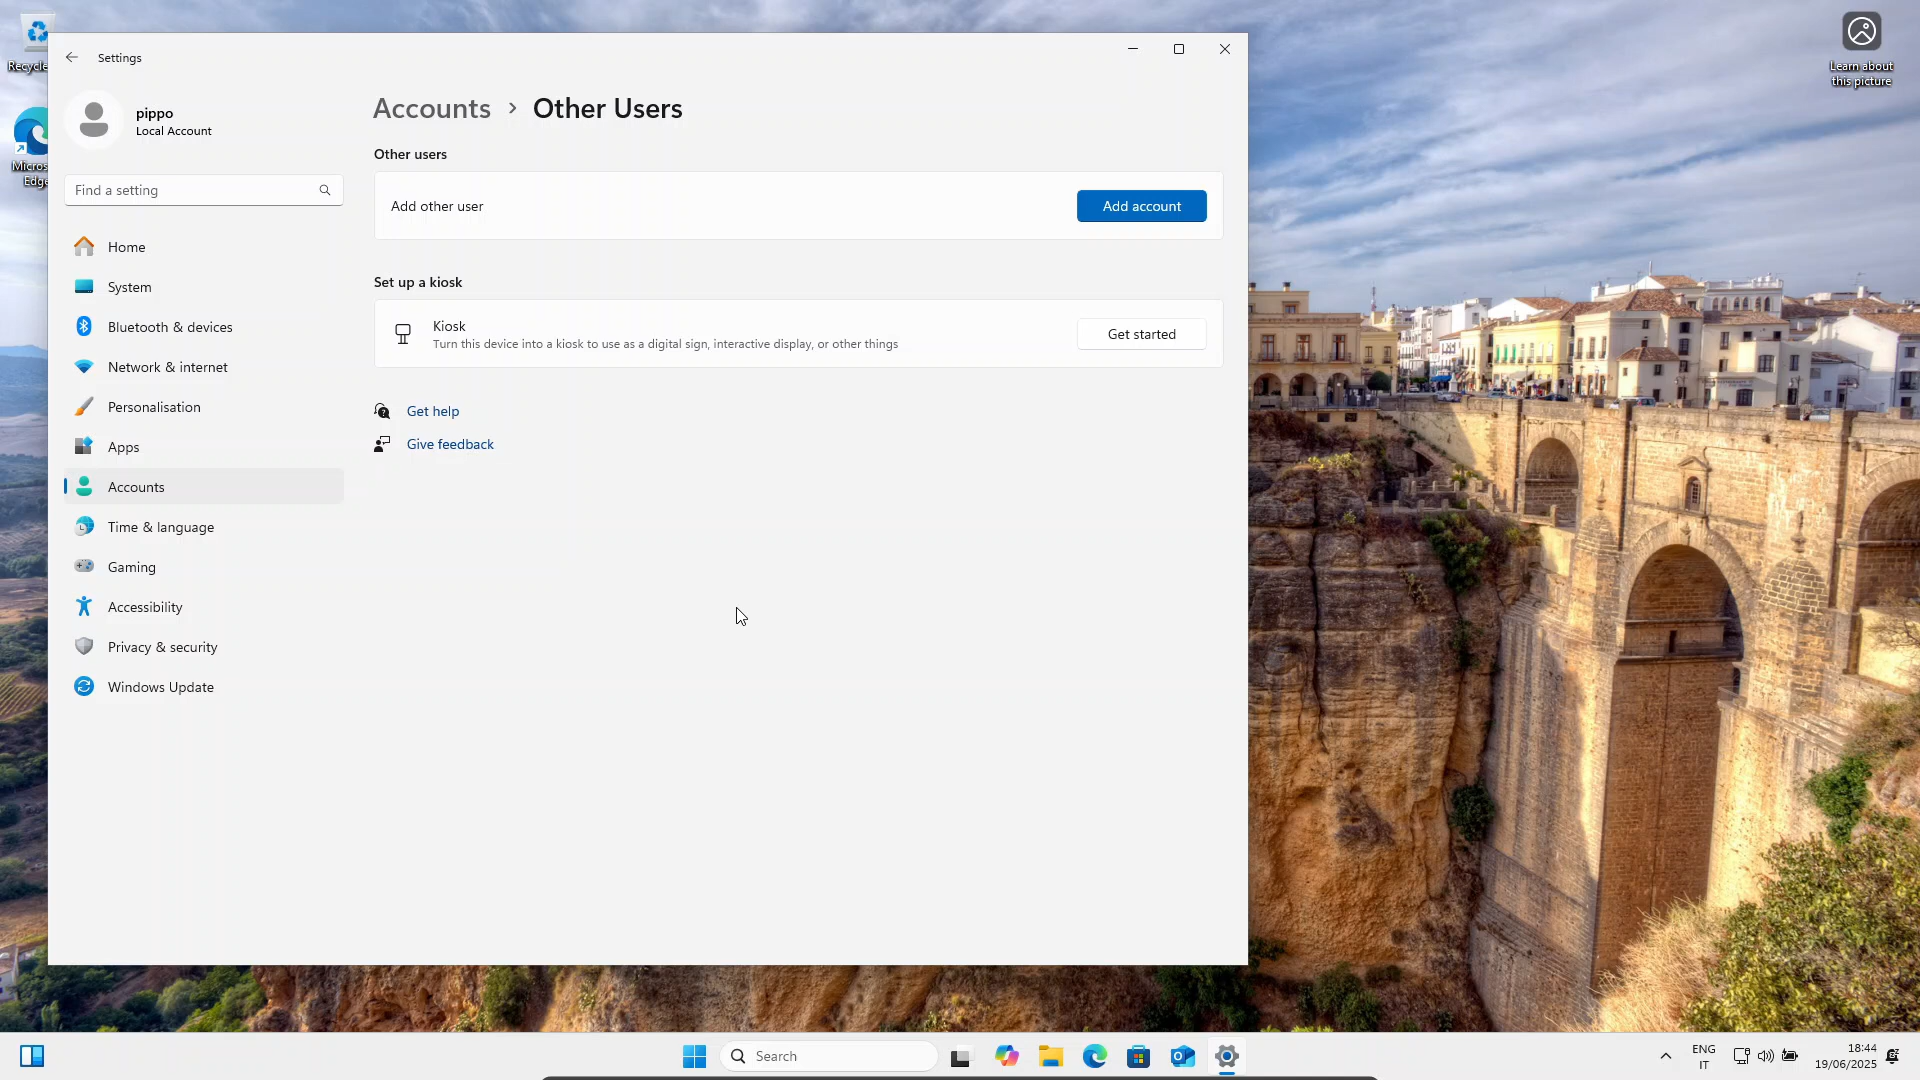 Recycle
Micros
Edge
Learn about
this picture
Settings
pippo
Local Account
Find a setting
Home
System
Bluetooth & devices
Network & internet
Personalisation
Apps
Accounts
Time & language
Gaming
Accessibility
Privacy & security
Windows Update
Accounts › Other Users
Other users
Add other user
Add account
Set up a kiosk
Kiosk
Turn this device into a kiosk to use as a digital sign, interactive display, or other things
Get started
Get help
Give feedback
Search
ENG
IT
18:44
19/06/2025